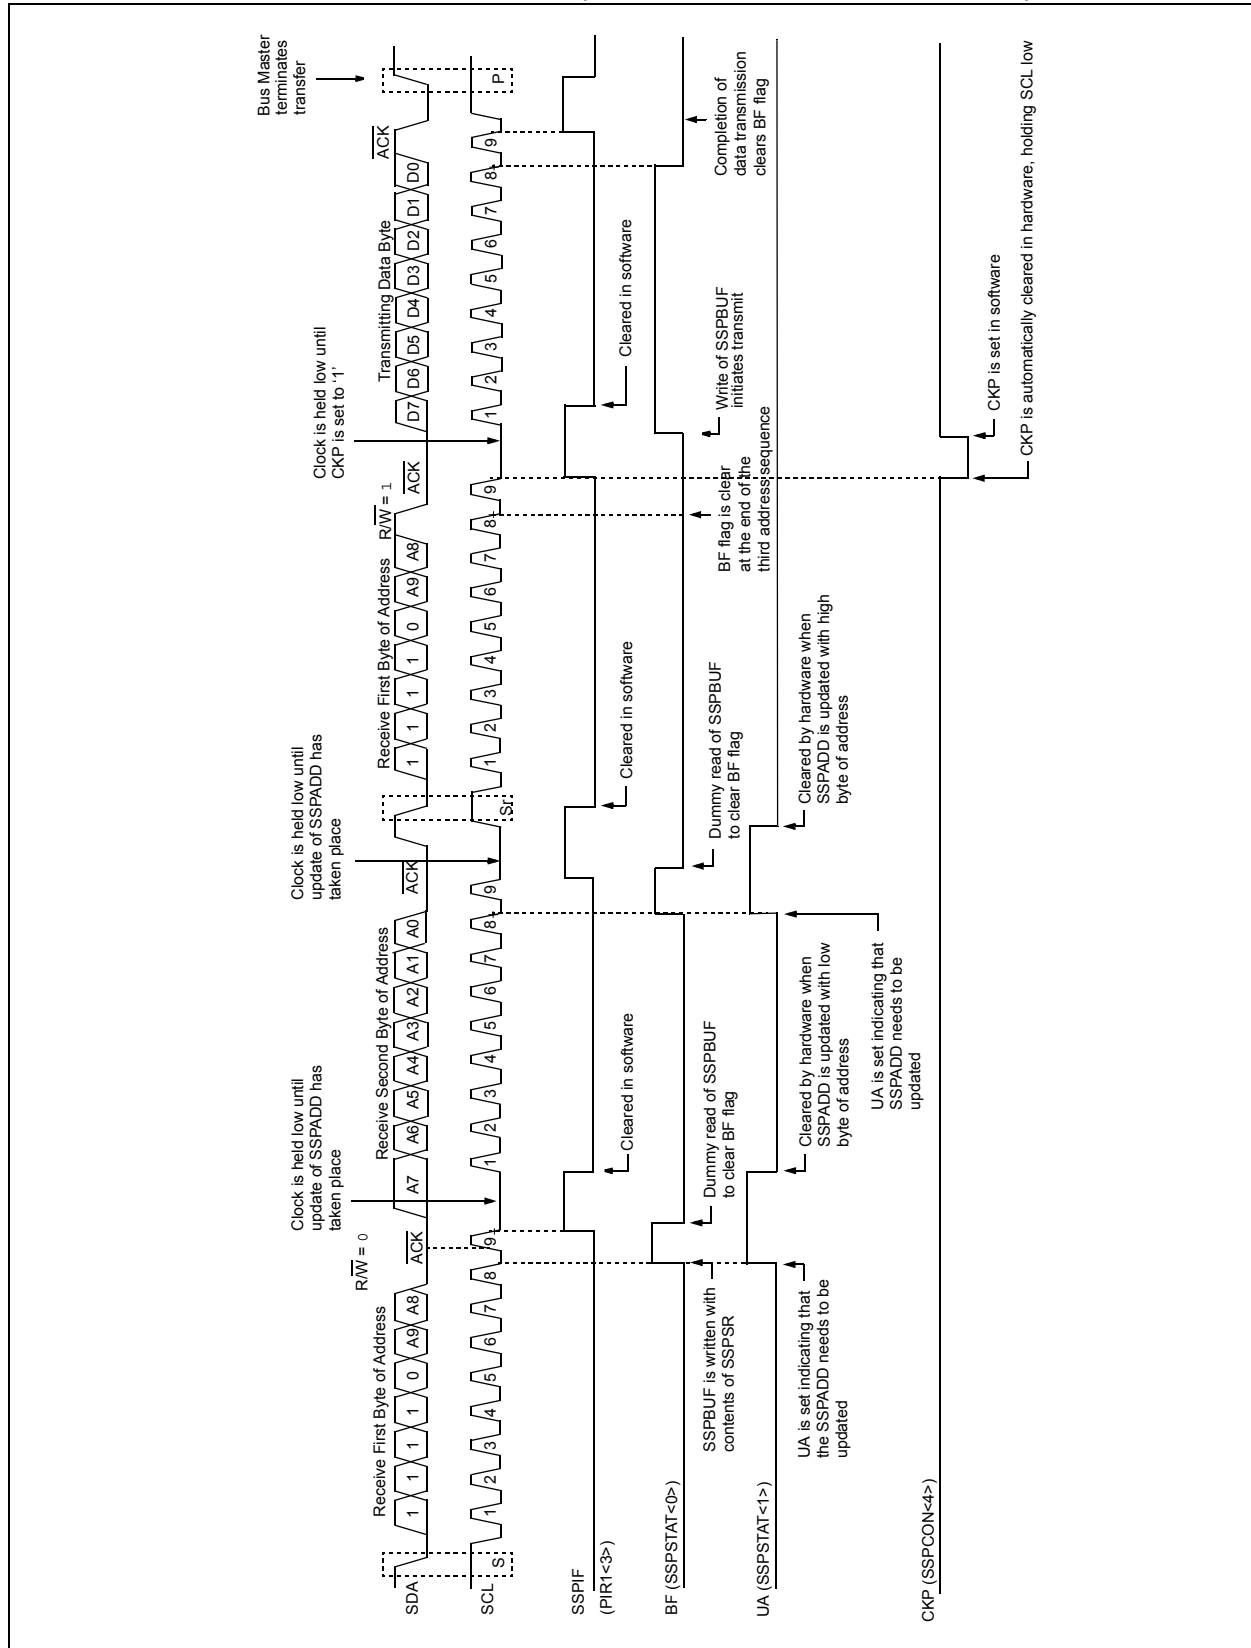 Bus Master
terminates
transfer
Clock is held low until
CKP is set to ‘1’
Clock is held low until
update of SSPADD has
taken place
Clock is held low until
update of SSPADD has
taken place
R/W = 0
R/W = 1
Receive First Byte of Address
ACK
Receive Second Byte of Address
ACK
Receive First Byte of Address
ACK
Transmitting Data Byte
ACK
SDA
1 1 1 1 0 A9 A8
A7 A6 A5 A4 A3 A2 A1 A0
1 1 1 1 0 A9 A8
D7 D6 D5 D4 D3 D2 D1 D0
SCL
S
1 2 3 4 5 6 7 8 9
1 2 3 4 5 6 7 8 9
Sr
1 2 3 4 5 6 7 8 9
1 2 3 4 5 6 7 8 9
P
SSPIF
(PIR1<3>)
Cleared in software
Cleared in software
Cleared in software
BF (SSPSTAT<0>)
SSPBUF is written with
contents of SSPSR
Dummy read of SSPBUF
to clear BF flag
Dummy read of SSPBUF
to clear BF flag
BF flag is clear
at the end of the
third address sequence
Write of SSPBUF
initiates transmit
Completion of
data transmission
clears BF flag
UA (SSPSTAT<1>)
UA is set indicating that
the SSPADD needs to be
updated
Cleared by hardware when
SSPADD is updated with low
byte of address
UA is set indicating that
SSPADD needs to be
updated
Cleared by hardware when
SSPADD is updated with high
byte of address
CKP (SSPCON<4>)
CKP is set in software
CKP is automatically cleared in hardware, holding SCL low